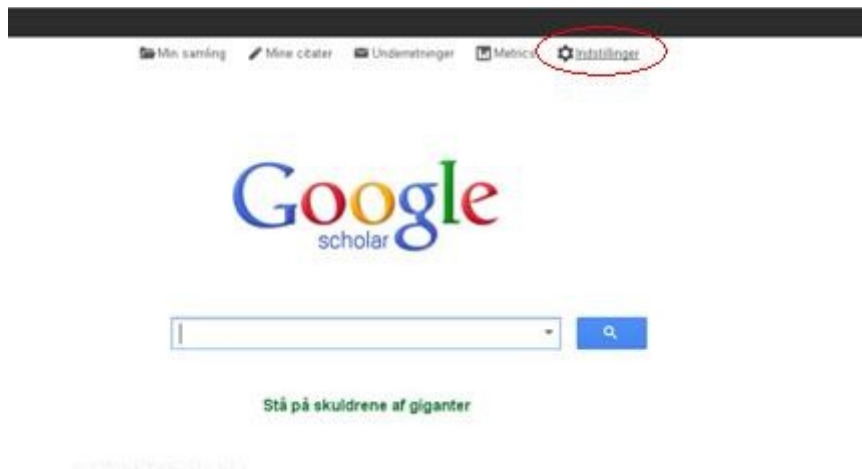 Min samling Mine citater Underretninger Metrics Indstillinger
Google
scholar
Stå på skuldrene af giganter